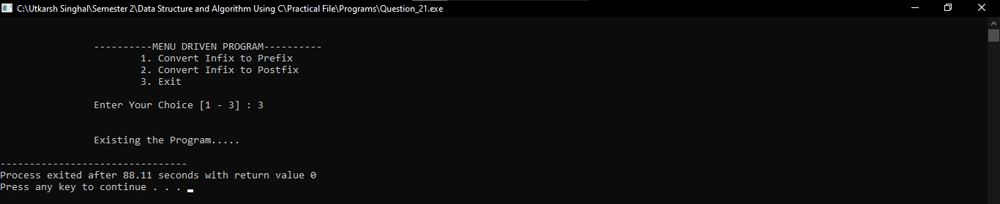 C:\Utkarsh Singhal\Semester 2\Data Structure and Algorithm Using C\Practical File\Programs\Question_21.exe
----------MENU DRIVEN PROGRAM----------
1. Convert Infix to Prefix
2. Convert Infix to Postfix
3. Exit
Enter Your Choice [1 - 3] : 3
Existing the Program.....
--------------------------------
Process exited after 88.11 seconds with return value 0
Press any key to continue . . .